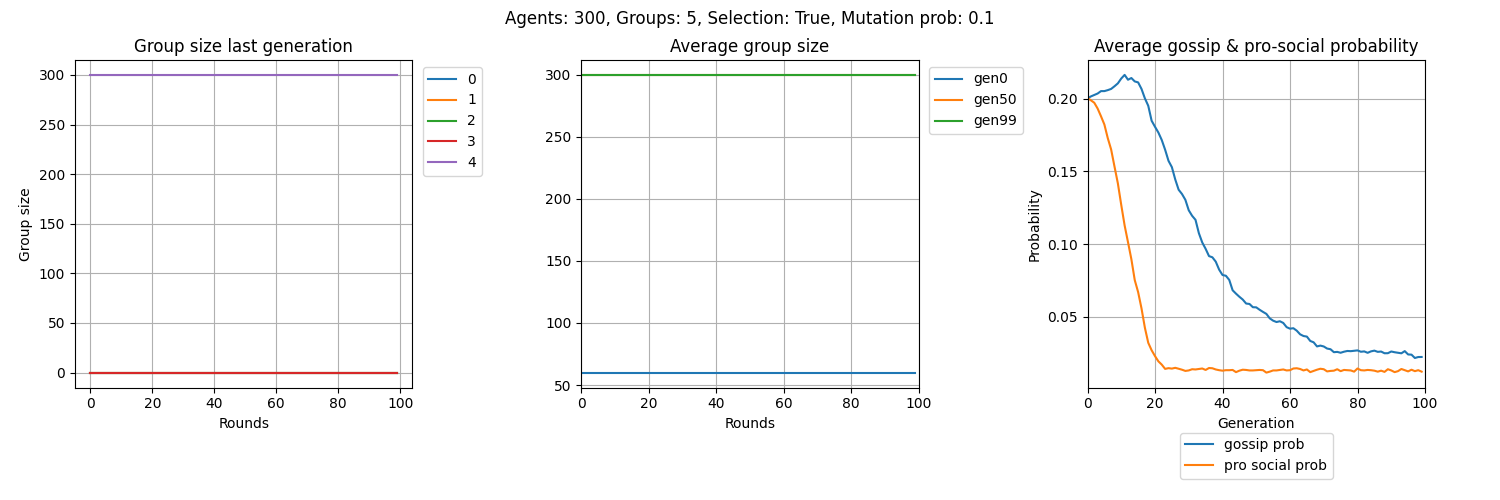 Agents: 300, Groups: 5, Selection: True, Mutation prob: 0.1
Group size last generation
Group size
300
250
200
150
100
50
0
0 20 40 60 80 100
Rounds
0
1
2
3
4
Average group size
300
250
200
150
100
50
0 20 40 60 80 100
Rounds
gen0
gen50
gen99
Average gossip & pro-social probability
Probability
0.20
0.15
0.10
0.05
0 20 40 60 80 100
Generation
gossip prob
pro social prob